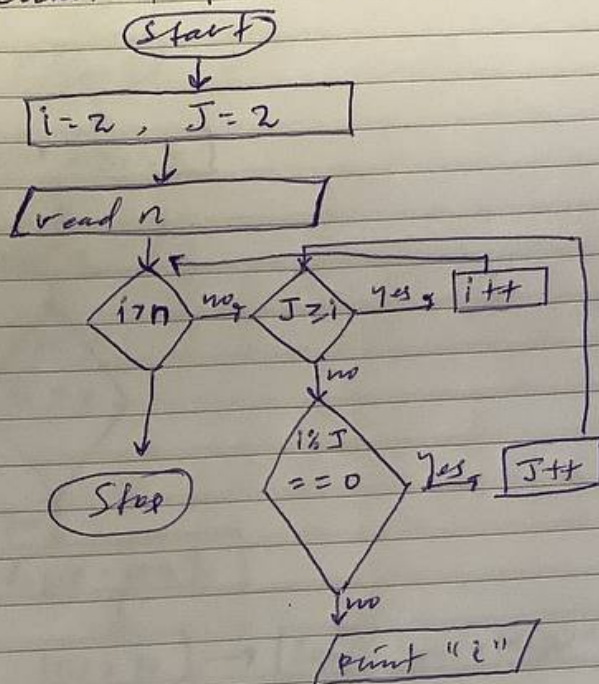 Start
i=2 , J=2
read n
i>n
no
J≥i
yes
i++
no
i%J
==0
Yes
J++
Stop
no
print "i"